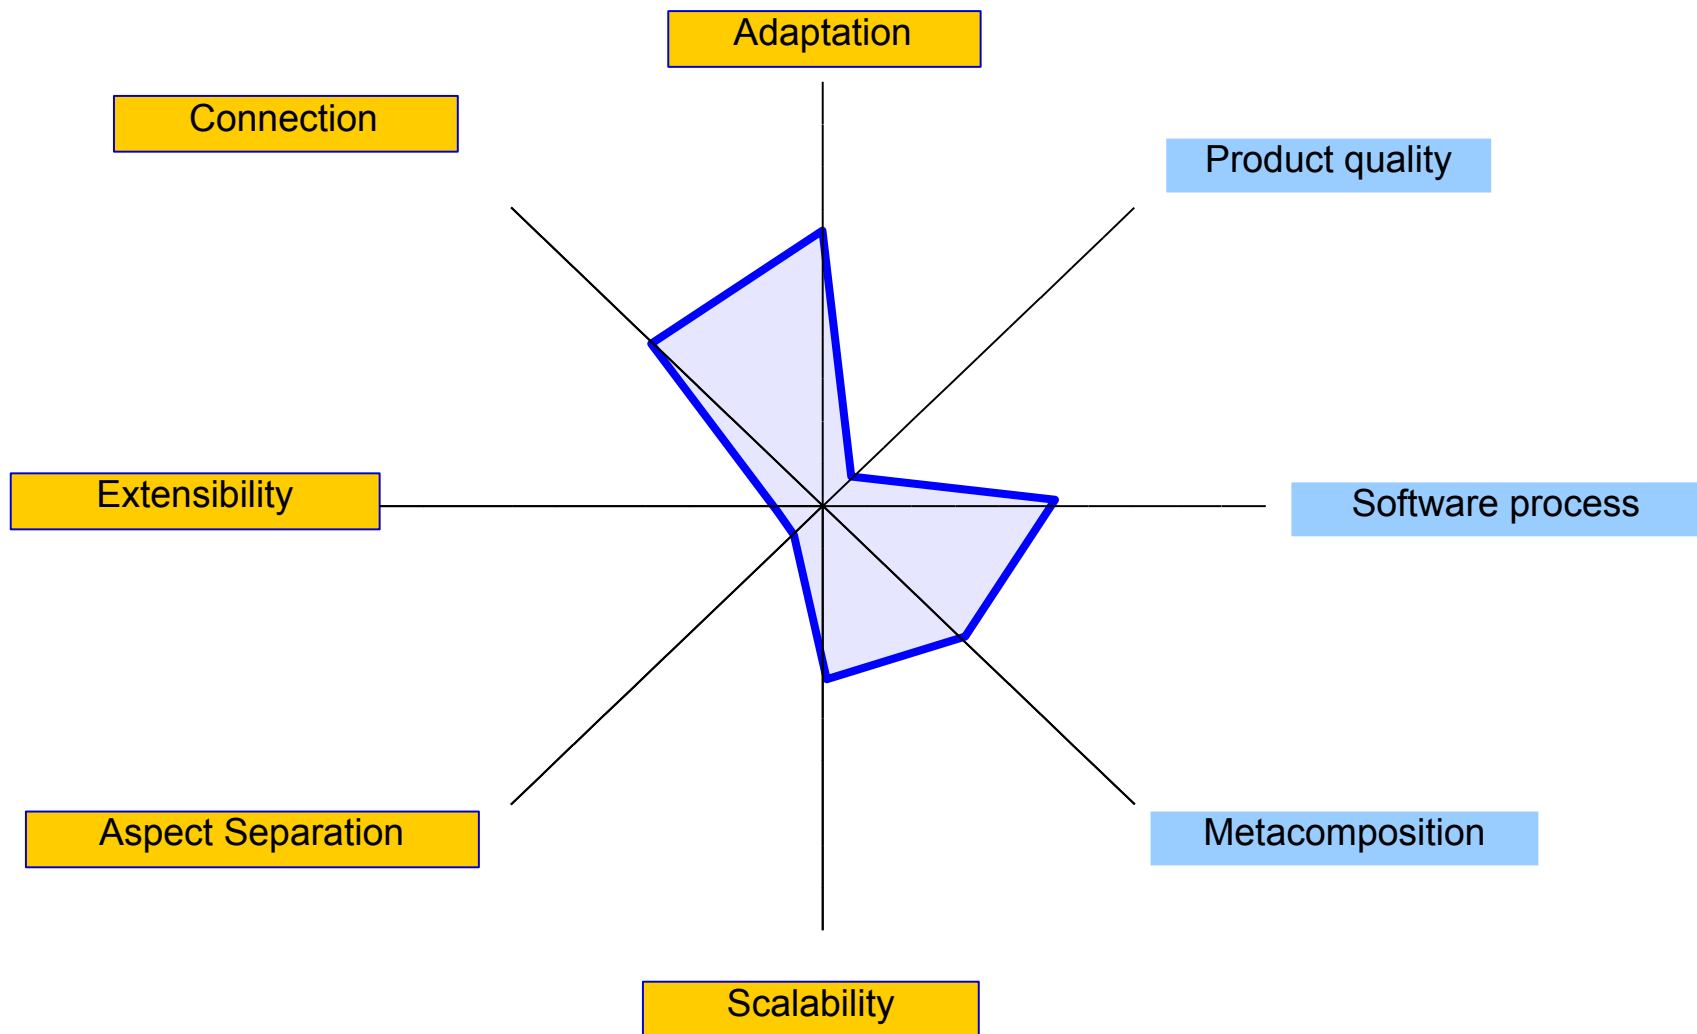 Adaptation
Connection
Product quality
Extensibility
Software process
Aspect Separation
Metacomposition
Scalability